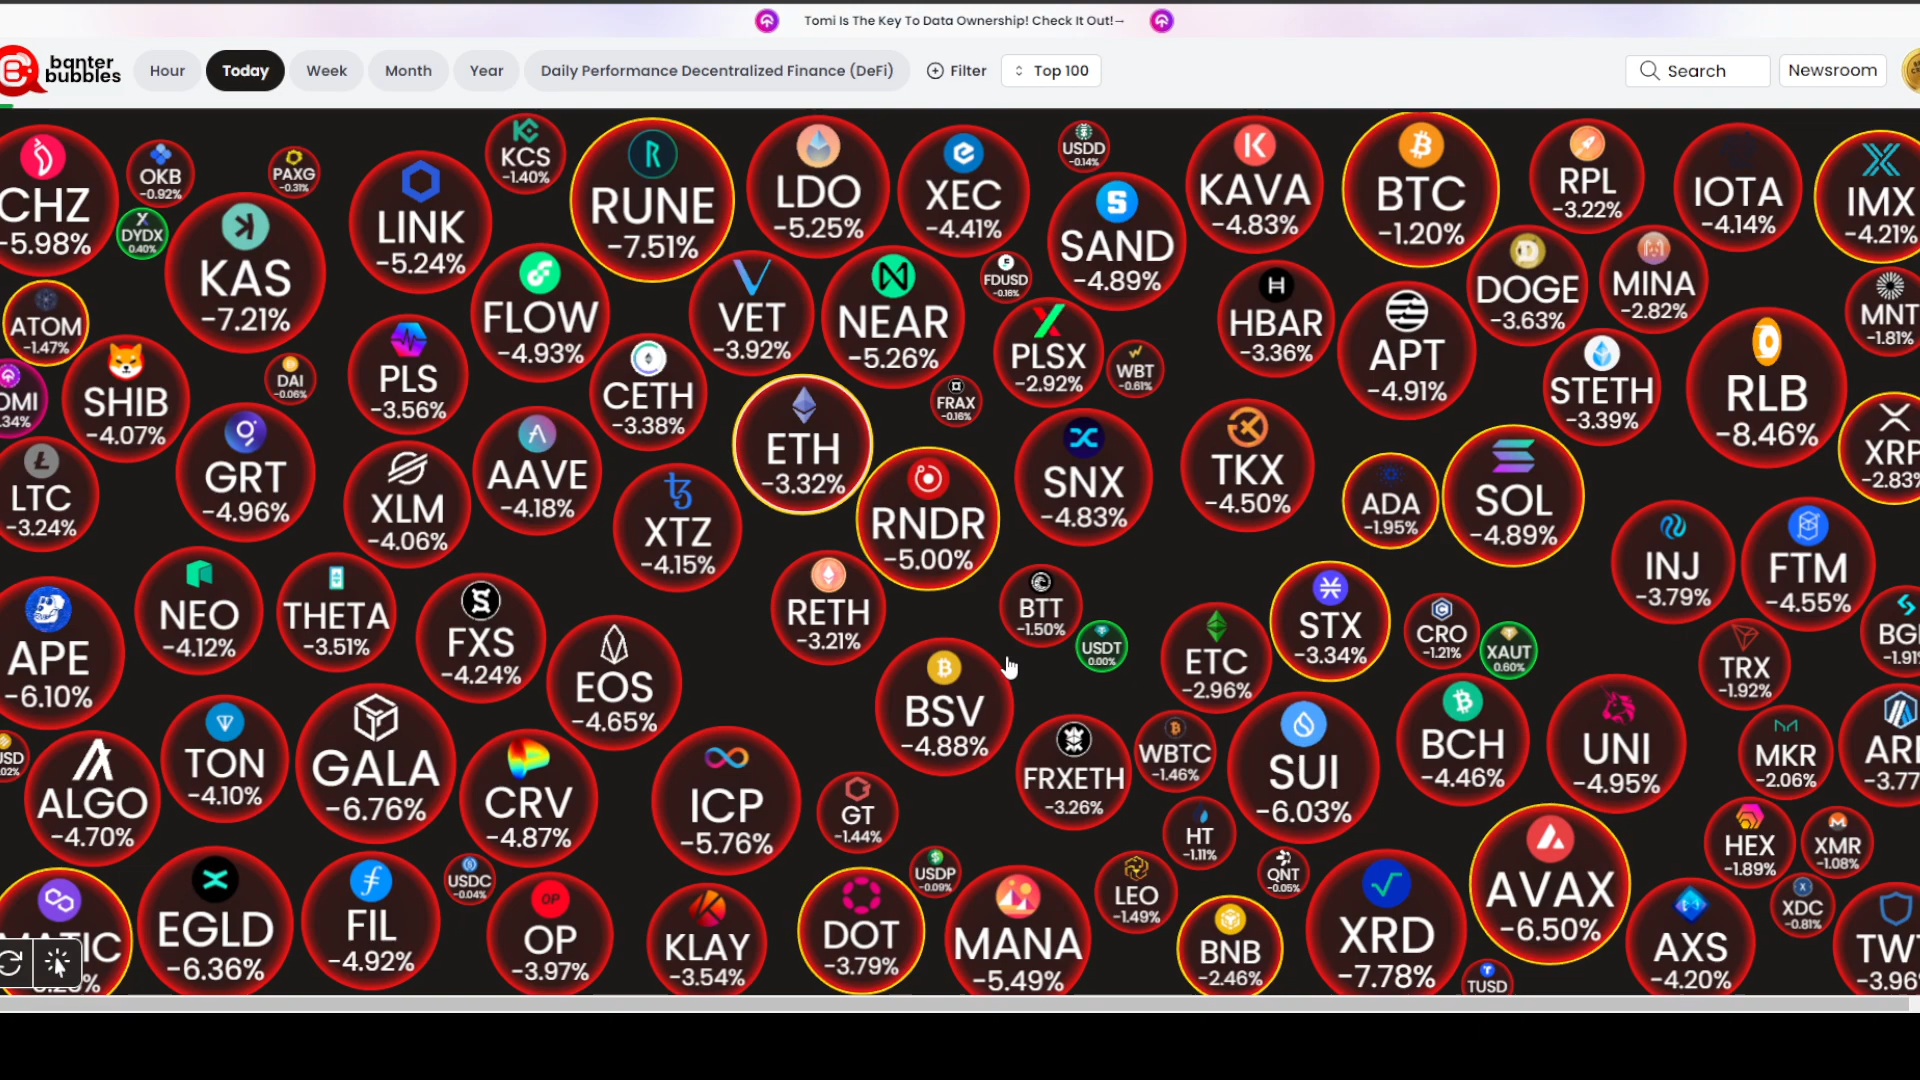 Tomi Is The Key To Data Ownership! Check It Out!→
banter
bubbles
Hour
Today
Week
Month
Year
Daily Performance Decentralized Finance (DeFi)
Filter
Top 100
Search
Newsroom
CHZ
-5.98%
OKB
-0.92%
DYDX
0.40%
PAXG
-0.31%
KAS
-7.21%
LINK
-5.24%
KCS
-1.40%
RUNE
-7.51%
LDO
-5.25%
XEC
-4.41%
USDD
-0.14%
SAND
-4.89%
KAVA
-4.83%
BTC
-1.20%
RPL
-3.22%
IOTA
-4.14%
IMX
-4.21%
ATOM
-1.47%
SHIB
-4.07%
DAI
-0.06%
PLS
-3.56%
FLOW
-4.93%
CETH
-3.38%
VET
-3.92%
NEAR
-5.26%
FDUSD
-0.16%
PLSX
-2.92%
WBT
-0.61%
HBAR
-3.36%
APT
-4.91%
DOGE
-3.63%
MINA
-2.82%
MNT
-1.81%
STETH
-3.39%
RLB
-8.46%
OMI
.34%
LTC
-3.24%
GRT
-4.96%
XLM
-4.06%
AAVE
-4.18%
XTZ
-4.15%
ETH
-3.32%
FRAX
-0.16%
RNDR
-5.00%
SNX
-4.83%
TKX
-4.50%
ADA
-1.95%
SOL
-4.89%
XRP
-2.83%
INJ
-3.79%
FTM
-4.55%
APE
-6.10%
NEO
-4.12%
THETA
-3.51%
FXS
-4.24%
EOS
-4.65%
RETH
-3.21%
BTT
-1.50%
USDT
0.00%
ETC
-2.96%
STX
-3.34%
CRO
-1.21%
XAUT
0.60%
TRX
-1.92%
BG
-1.91
SD
.02%
ALGO
-4.70%
TON
-4.10%
GALA
-6.76%
CRV
-4.87%
ICP
-5.76%
BSV
-4.88%
GT
-1.44%
FRXETH
-3.26%
WBTC
-1.46%
HT
-1.11%
SUI
-6.03%
BCH
-4.46%
UNI
-4.95%
MKR
-2.06%
AR
-3.77
HEX
-1.89%
XMR
-1.08%
MATIC
EGLD
-6.36%
FIL
-4.92%
USDC
-0.04%
OP
-3.97%
KLAY
-3.54%
DOT
-3.79%
USDP
-0.09%
MANA
-5.49%
LEO
-1.49%
BNB
-2.46%
QNT
-0.05%
XRD
-7.78%
TUSD
AVAX
-6.50%
AXS
-4.20%
XDC
-0.81%
TW
-3.96